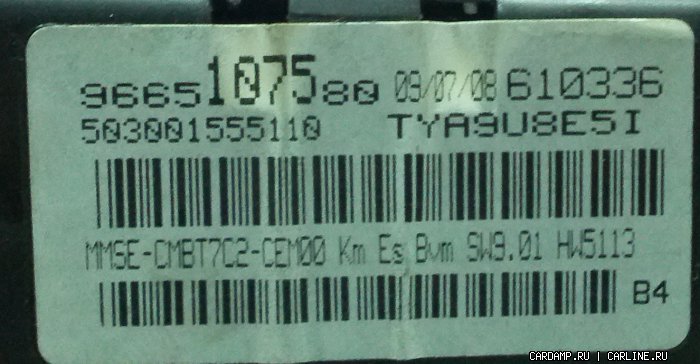 9665107580 09/07/08 610336
503001555110 TYA9U8E5I
MM5E-CMBT7C2-CEM00 Km Es Bvm SW9.01 HW5113
B4
CARDAMP.RU | CARLINE.RU